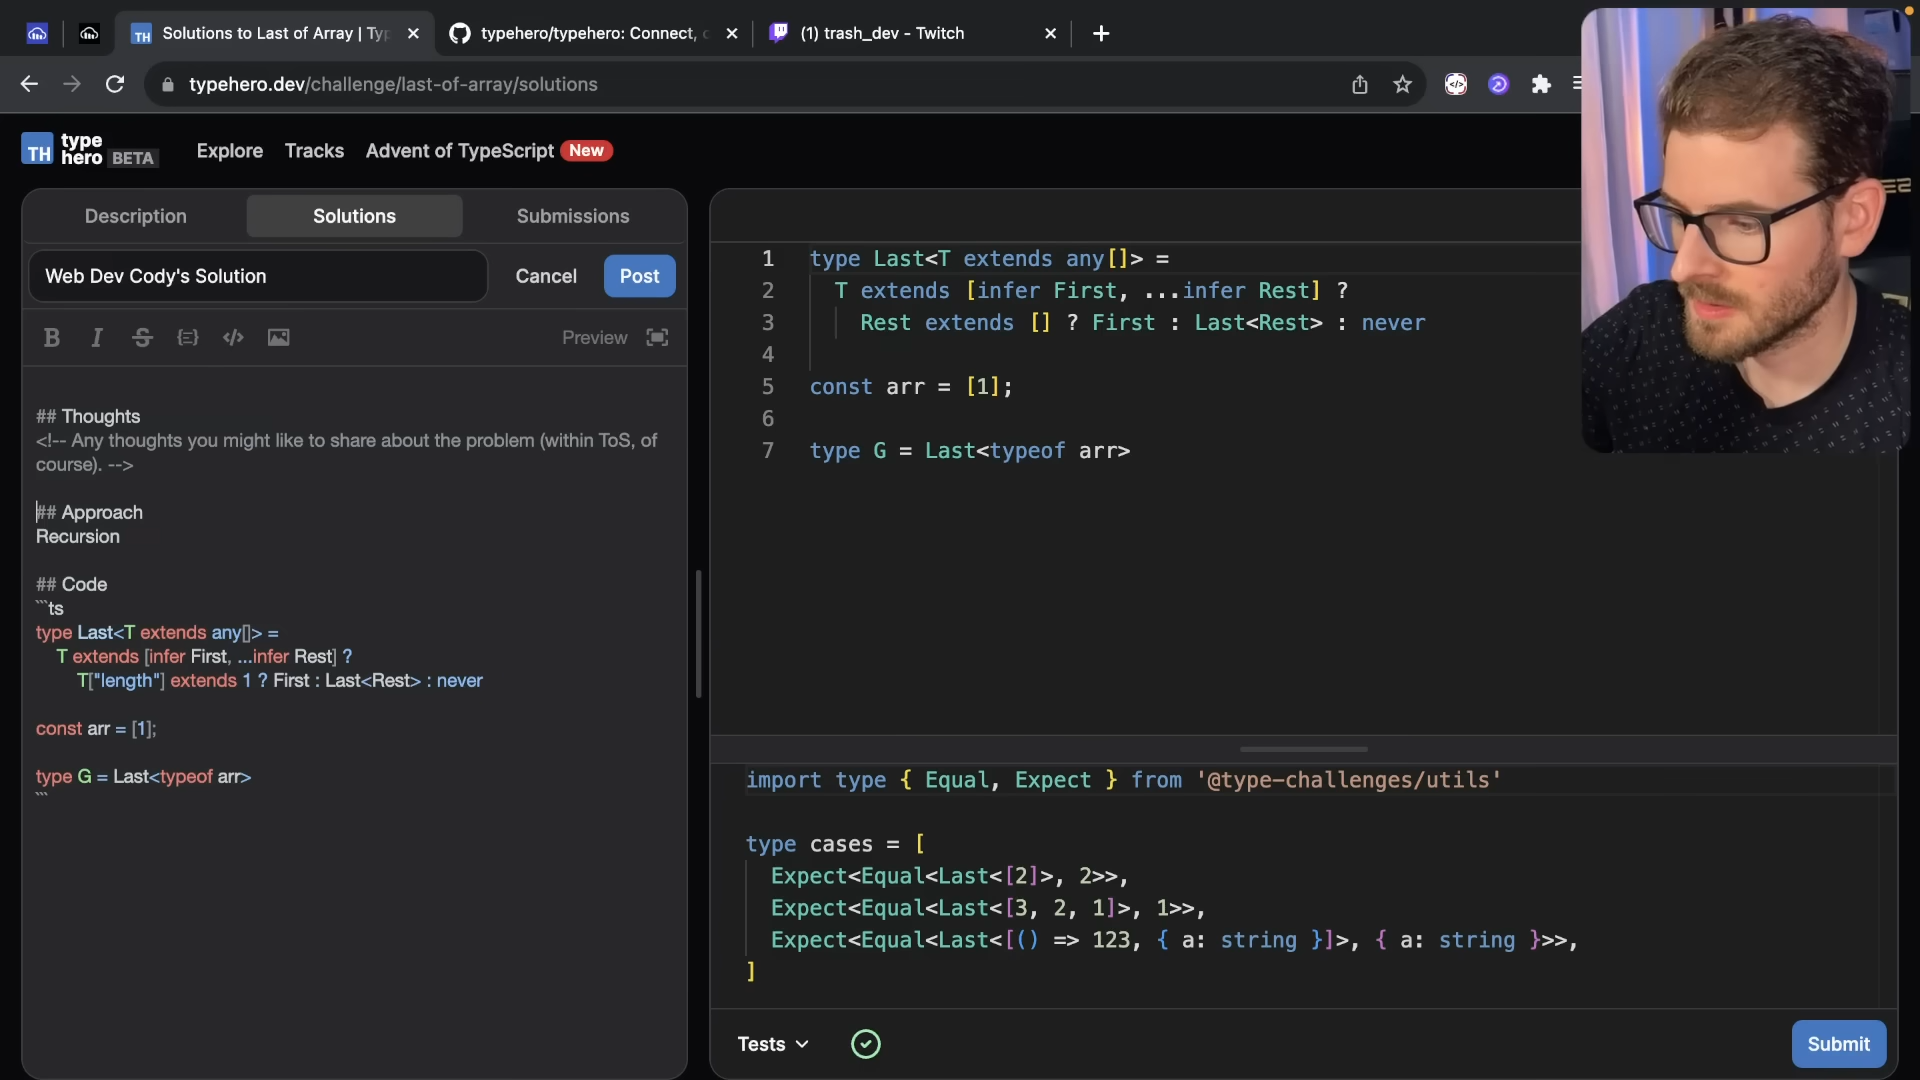 Solutions to Last of Array | Typ
typehero/typehero: Connect, c
(1) trash_dev - Twitch
typehero.dev/challenge/last-of-array/solutions
TH type hero BETA
Explore
Tracks
Advent of TypeScript New
Description
Solutions
Submissions
Web Dev Cody's Solution
Cancel
Post
B I S
Preview
## Thoughts
<!-- Any thoughts you might like to share about the problem (within ToS, of
course). -->
## Approach
Recursion
## Code
```ts
type Last<T extends any[]> =
T extends [infer First, ...infer Rest] ?
T["length"] extends 1 ? First : Last<Rest> : never
const arr = [1];
type G = Last<typeof arr>
```
1 type Last<T extends any[]> =
2 T extends [infer First, ...infer Rest] ?
3 Rest extends [] ? First : Last<Rest> : never
4
5 const arr = [1];
6
7 type G = Last<typeof arr>
import type { Equal, Expect } from '@type-challenges/utils'
type cases = [
Expect<Equal<Last<[2]>, 2>>,
Expect<Equal<Last<[3, 2, 1]>, 1>>,
Expect<Equal<Last<[() => 123, { a: string }]>, { a: string }>>,
]
Tests
Submit